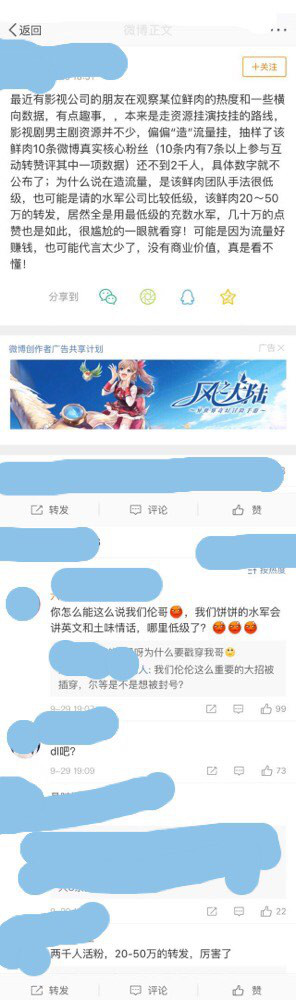 返回
微博正文
+关注
最近有影视公司的朋友在观察某位鲜肉的热度和一些横
向数据，有点趣事，，本来是走资源挂演技挂的路线，
影视剧男主剧资源并不少，偏偏“造”流量挂，抽样了该
鲜肉10条微博真实核心粉丝（10条内有7条以上参与互
动转赞评其中一项数据）还不到2千人，具体数字就不
公布了；为什么说在造流量，是该鲜肉团队手法很低
级，也可能是请的水军公司比较低级，该鲜肉20～50
万的转发，居然全是用最低级的充数水军，几十万的点
赞也是如此，很尴尬的一眼就看穿！可能是因为流量好
赚钱，也可能代言太少了，没有商业价值，真是看不
懂！
分享到
微博创作者广告共享计划
广告
风之大陆
转发
评论
赞
按热度
你怎么能这么说我们伦哥，我们饼饼的水军会
讲英文和土味情话，哪里低级了？
呀为什么要戳穿我哥
人: 我们伦伦这么重要的大招被
插穿，尔等是不是想被封号？
9-29 19:07
99
dl吧?
9-29 19:09
73
22
两千人活粉，20-50万的转发，厉害了
转发
评论
赞